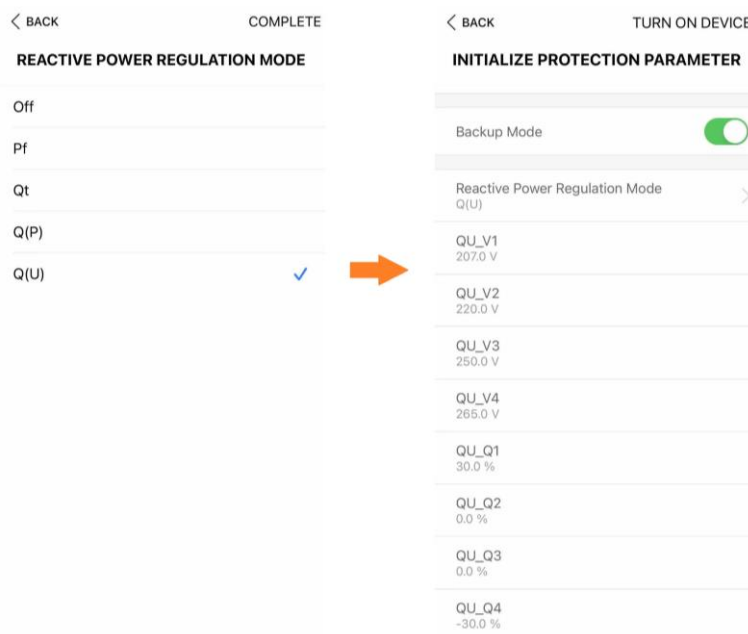 BACK
COMPLETE
REACTIVE POWER REGULATION MODE
Off
Pf
Qt
Q(P)
Q(U)
BACK
TURN ON DEVICE
INITIALIZE PROTECTION PARAMETER
Backup Mode
Reactive Power Regulation Mode
Q(U)
QU_V1
207.0 V
QU_V2
220.0 V
QU_V3
250.0 V
QU_V4
265.0 V
QU_Q1
30.0 %
QU_Q2
0.0 %
QU_Q3
0.0 %
QU_Q4
-30.0 %